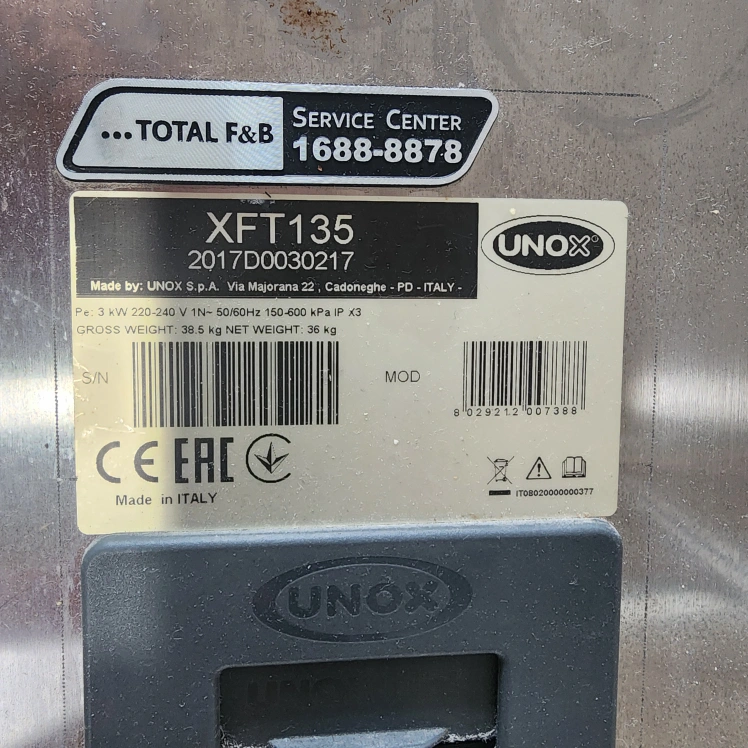 ...TOTAL F&B
SERVICE CENTER
1688-8878
XFT135
2017D0030217
UNOX®
Made by: UNOX S.p.A. Via Majorana 22 , Cadoneghe - PD - ITALY -
Pe: 3 kW 220-240 V 1N~ 50/60Hz 150-600 kPa IP x3
GROSS WEIGHT: 38.5 kg NET WEIGHT: 36 kg
S/N
MOD
8 029212 007388
CE EAC
Made in ITALY
IT08020000000377
UNOX